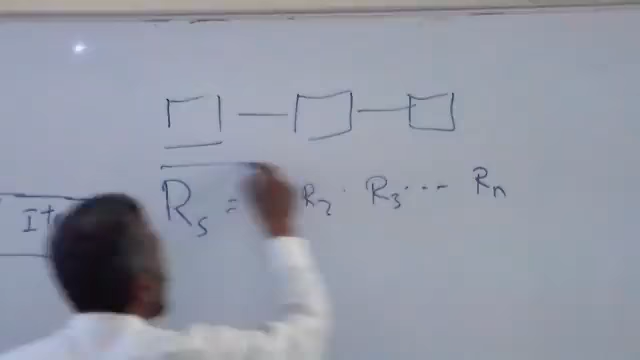 Rs = R2 . R3 ... Rn
I+